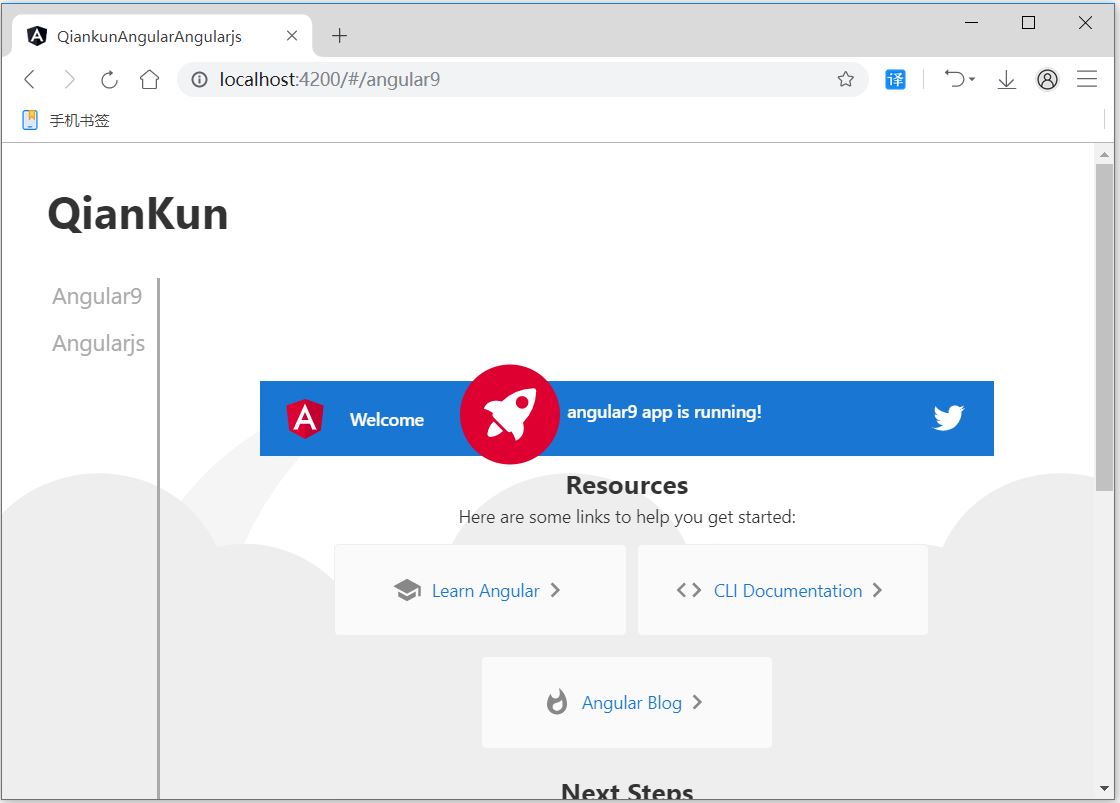 QiankunAngularAngularjs
localhost:4200/#/angular9
译
手机书签
QianKun
Angular9
Angularjs
A
Welcome
angular9 app is running!
Resources
Here are some links to help you get started:
Learn Angular
CLI Documentation
Angular Blog
Next Steps